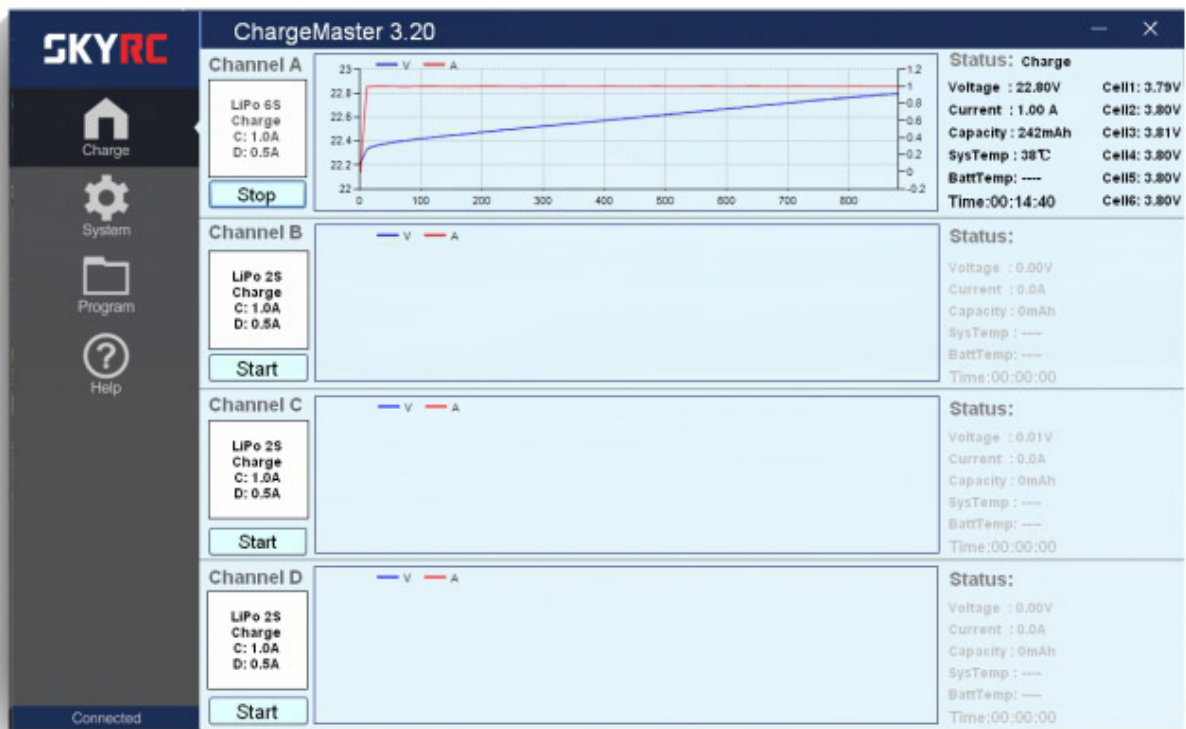 SKYRC
ChargeMaster 3.20
Charge
System
Program
Help
Connected
Channel A
LiPo 6S
Charge
C: 1.0A
D: 0.5A
Stop
V A
23
22.8
22.6
22.4
22.2
22
1.2
1
0.8
0.6
0.4
0.2
0
-0.2
0 100 200 300 400 500 600 700 800
Status: Charge
Voltage : 22.80V Cell1: 3.79V
Current : 1.00 A Cell2: 3.80V
Capacity : 242mAh Cell3: 3.81V
SysTemp : 38℃ Cell4: 3.80V
BattTemp: ---- Cell5: 3.80V
Time:00:14:40 Cell6: 3.80V
Channel B
LiPo 2S
Charge
C: 1.0A
D: 0.5A
Start
V A
Status:
Voltage : 0.00V
Current : 0.0A
Capacity : 0mAh
SysTemp : ----
BattTemp: ----
Time:00:00:00
Channel C
LiPo 2S
Charge
C: 1.0A
D: 0.5A
Start
V A
Status:
Voltage : 0.01V
Current : 0.0A
Capacity : 0mAh
SysTemp : ----
BattTemp: ----
Time:00:00:00
Channel D
LiPo 2S
Charge
C: 1.0A
D: 0.5A
Start
V A
Status:
Voltage : 0.00V
Current : 0.0A
Capacity : 0mAh
SysTemp : ----
BattTemp: ----
Time:00:00:00